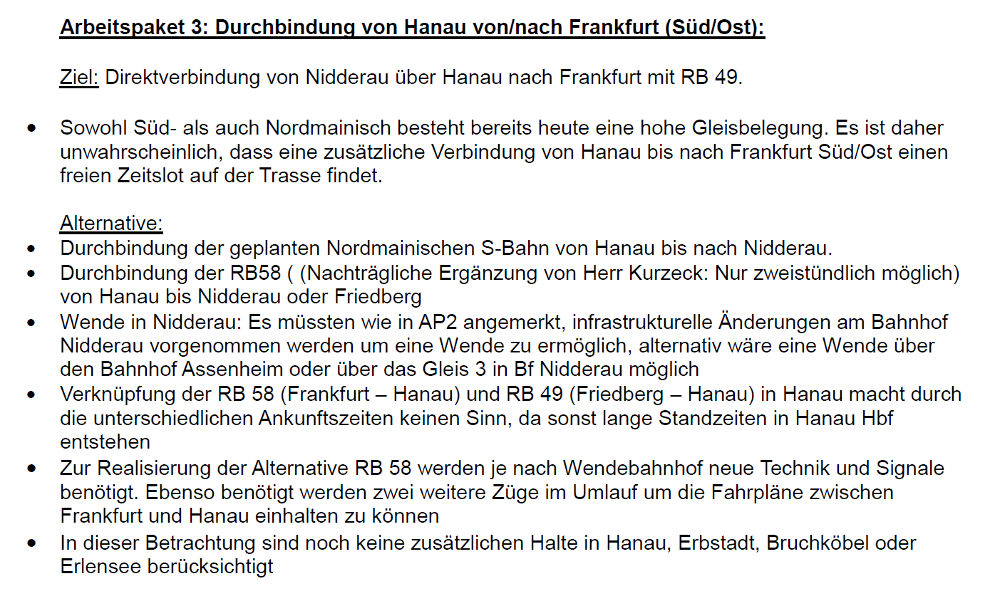 Arbeitspaket 3: Durchbindung von Hanau von/nach Frankfurt (Süd/Ost):
Ziel: Direktverbindung von Nidderau über Hanau nach Frankfurt mit RB 49.
• Sowohl Süd- als auch Nordmainisch besteht bereits heute eine hohe Gleisbelegung. Es ist daher
unwahrscheinlich, dass eine zusätzliche Verbindung von Hanau bis nach Frankfurt Süd/Ost einen
freien Zeitslot auf der Trasse findet.
Alternative:
• Durchbindung der geplanten Nordmainischen S-Bahn von Hanau bis nach Nidderau.
• Durchbindung der RB58 ( (Nachträgliche Ergänzung von Herr Kurzeck: Nur zweistündlich möglich)
von Hanau bis Nidderau oder Friedberg
• Wende in Nidderau: Es müssten wie in AP2 angemerkt, infrastrukturelle Änderungen am Bahnhof
Nidderau vorgenommen werden um eine Wende zu ermöglich, alternativ wäre eine Wende über
den Bahnhof Assenheim oder über das Gleis 3 in Bf Nidderau möglich
• Verknüpfung der RB 58 (Frankfurt – Hanau) und RB 49 (Friedberg – Hanau) in Hanau macht durch
die unterschiedlichen Ankunftszeiten keinen Sinn, da sonst lange Standzeiten in Hanau Hbf
entstehen
• Zur Realisierung der Alternative RB 58 werden je nach Wendebahnhof neue Technik und Signale
benötigt. Ebenso benötigt werden zwei weitere Züge im Umlauf um die Fahrpläne zwischen
Frankfurt und Hanau einhalten zu können
• In dieser Betrachtung sind noch keine zusätzlichen Halte in Hanau, Erbstadt, Bruchköbel oder
Erlensee berücksichtigt